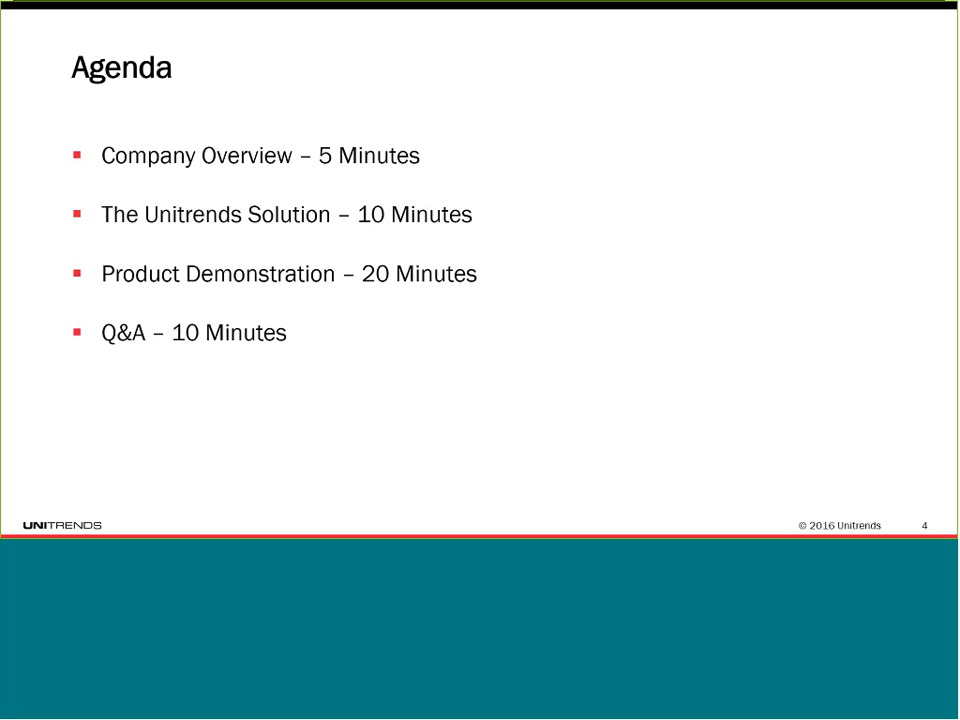 Agenda
▪ Company Overview – 5 Minutes
▪ The Unitrends Solution – 10 Minutes
▪ Product Demonstration – 20 Minutes
▪ Q&A – 10 Minutes
UNITRENDS © 2016 Unitrends 4